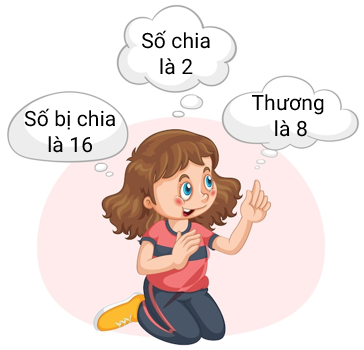 Số bị chia
là 16
Số chia
là 2
Thương
là 8